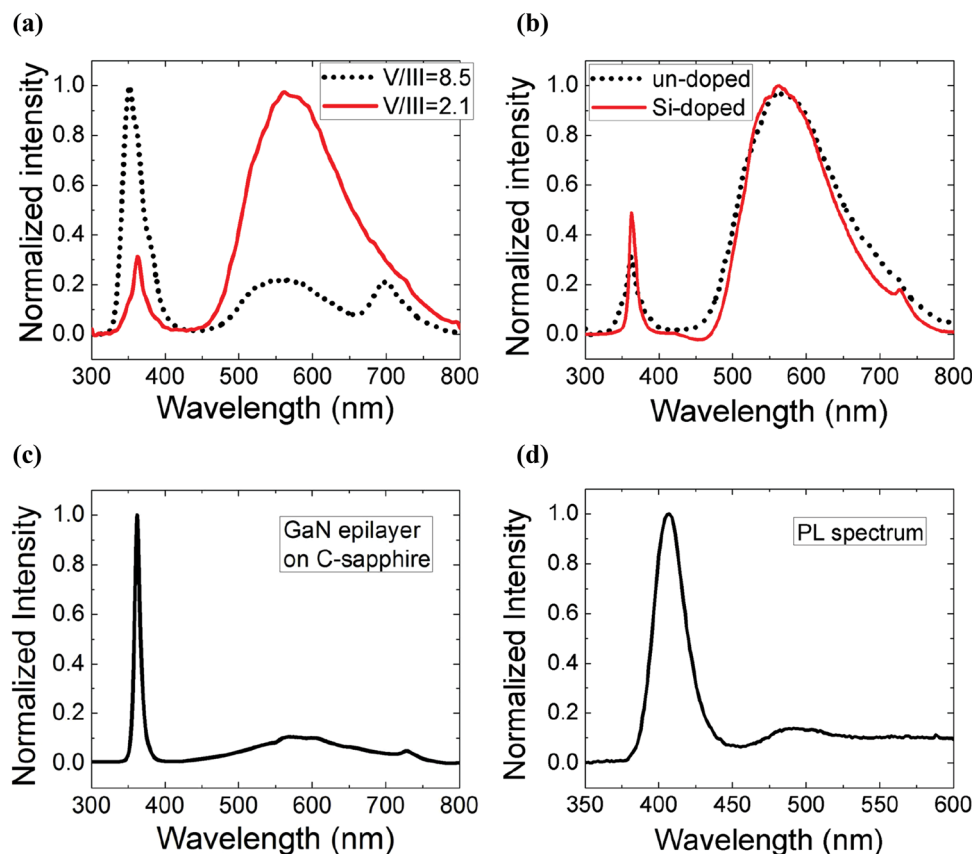 (a)
Normalized intensity
1.0
0.8
0.6
0.4
0.2
0.0
V/III=8.5
V/III=2.1
300 400 500 600 700 800
Wavelength (nm)
(b)
Normalized intensity
1.0
0.8
0.6
0.4
0.2
0.0
un-doped
Si-doped
300 400 500 600 700 800
Wavelength (nm)
(c)
Normalized Intensity
1.0
0.8
0.6
0.4
0.2
0.0
GaN epilayer
on C-sapphire
300 400 500 600 700 800
Wavelength (nm)
(d)
Normalized Intensity
1.0
0.8
0.6
0.4
0.2
0.0
PL spectrum
350 400 450 500 550 600
Wavelength (nm)